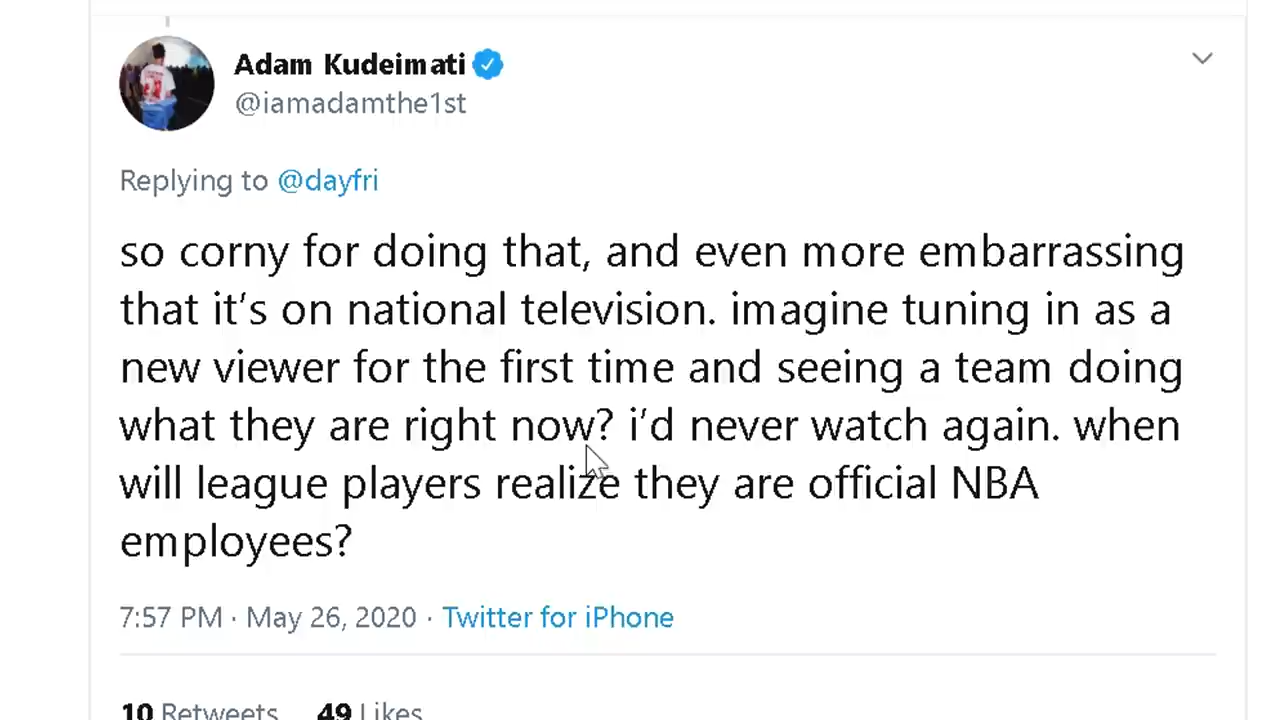 Adam Kudeimati
@iamadamthe1st
Replying to @dayfri
so corny for doing that, and even more embarrassing
that it's on national television. imagine tuning in as a
new viewer for the first time and seeing a team doing
what they are right now? i'd never watch again. when
will league players realize they are official NBA
employees?
7:57 PM · May 26, 2020 · Twitter for iPhone
10 Retweets 49 Likes